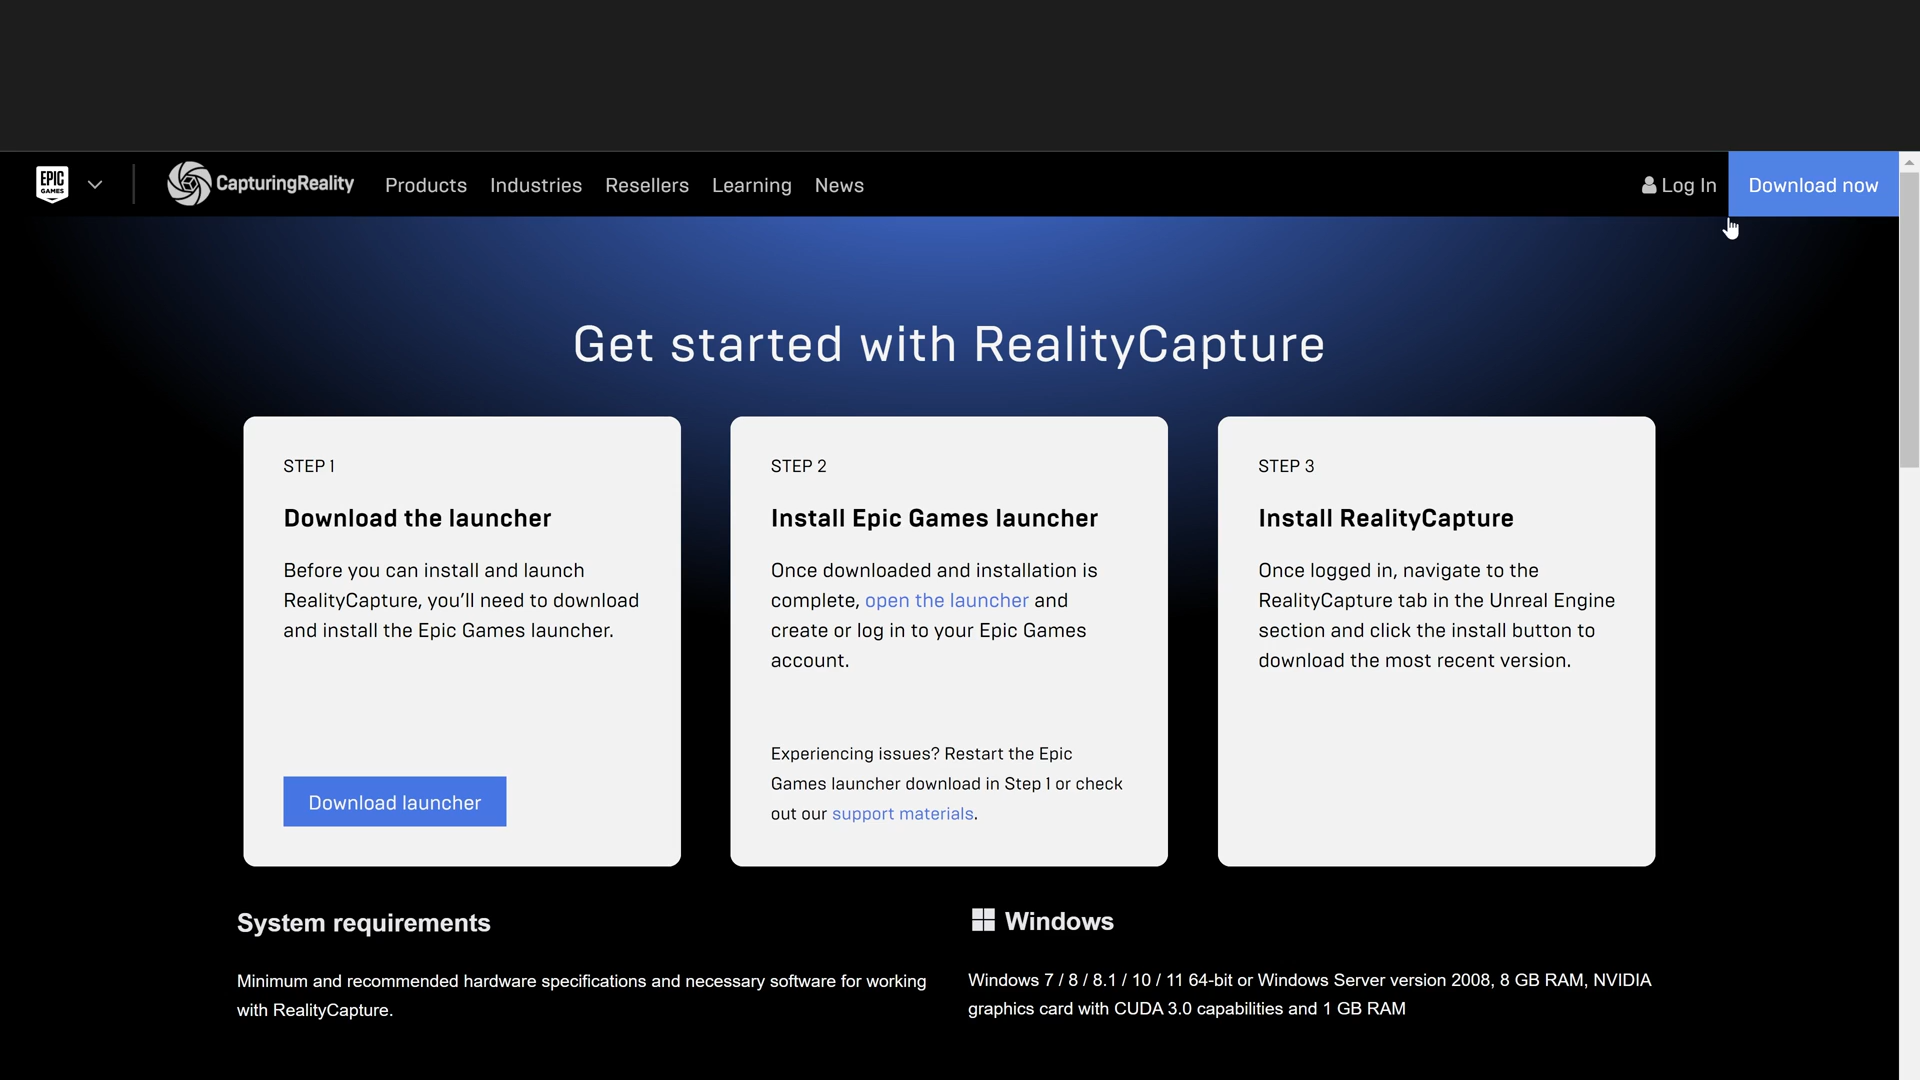 EPIC GAMES
CapturingReality
Products Industries Resellers Learning News
Log In
Download now
Get started with RealityCapture
STEP 1
Download the launcher
Before you can install and launch
RealityCapture, you’ll need to download
and install the Epic Games launcher.
Download launcher
STEP 2
Install Epic Games launcher
Once downloaded and installation is
complete, open the launcher and
create or log in to your Epic Games
account.
Experiencing issues? Restart the Epic
Games launcher download in Step 1 or check
out our support materials.
STEP 3
Install RealityCapture
Once logged in, navigate to the
RealityCapture tab in the Unreal Engine
section and click the install button to
download the most recent version.
System requirements
Minimum and recommended hardware specifications and necessary software for working
with RealityCapture.
Windows
Windows 7 / 8 / 8.1 / 10 / 11 64-bit or Windows Server version 2008, 8 GB RAM, NVIDIA
graphics card with CUDA 3.0 capabilities and 1 GB RAM